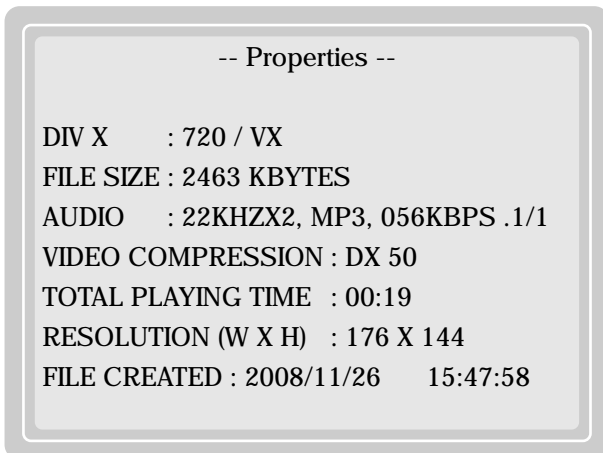 -- Properties --
DIV X : 720 / VX
FILE SIZE : 2463 KBYTES
AUDIO : 22KHZX2, MP3, 056KBPS .1/1
VIDEO COMPRESSION : DX 50
TOTAL PLAYING TIME : 00:19
RESOLUTION (W X H) : 176 X 144
FILE CREATED : 2008/11/26 15:47:58